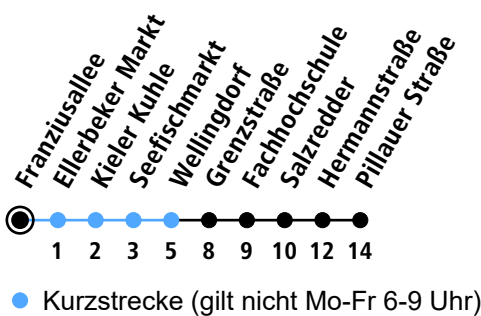 Franziusallee
Ellerbeker Markt
Kieler Kuhle
Seefischmarkt
Wellingdorf
Grenzstraße
Fachhochschule
Salzredder
Hermannstraße
Pillauer Straße
1 2 3 5 8 9 10 12 14
Kurzstrecke (gilt nicht Mo-Fr 6-9 Uhr)